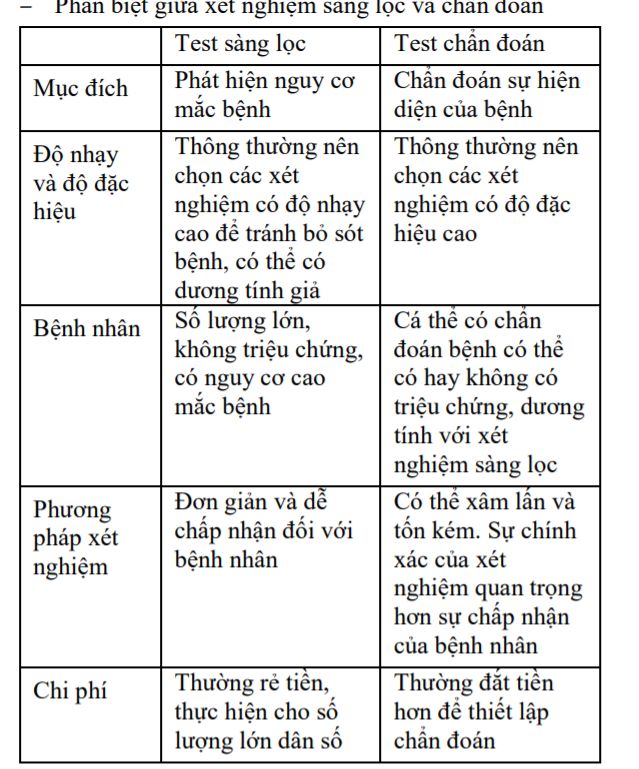 – Phân biệt giữa xét nghiệm sàng lọc và chẩn đoán
Test sàng lọc
Test chẩn đoán
Mục đích
Phát hiện nguy cơ
mắc bệnh
Chẩn đoán sự hiện
diện của bệnh
Độ nhạy
và độ đặc
hiệu
Thông thường nên
chọn các xét
nghiệm có độ nhạy
cao để tránh bỏ sót
bệnh, có thể có
dương tính giả
Thông thường nên
chọn các xét
nghiệm có độ đặc
hiệu cao
Bệnh nhân
Số lượng lớn,
không triệu chứng,
có nguy cơ cao
mắc bệnh
Cá thể có chẩn
đoán bệnh có thể
có hay không có
triệu chứng, dương
tính với xét
nghiệm sàng lọc
Phương
pháp xét
nghiệm
Đơn giản và dễ
chấp nhận đối với
bệnh nhân
Có thể xâm lấn và
tốn kém. Sự chính
xác của xét
nghiệm quan trọng
hơn sự chấp nhận
của bệnh nhân
Chi phí
Thường rẻ tiền,
thực hiện cho số
lượng lớn dân số
Thường đắt tiền
hơn để thiết lập
chẩn đoán